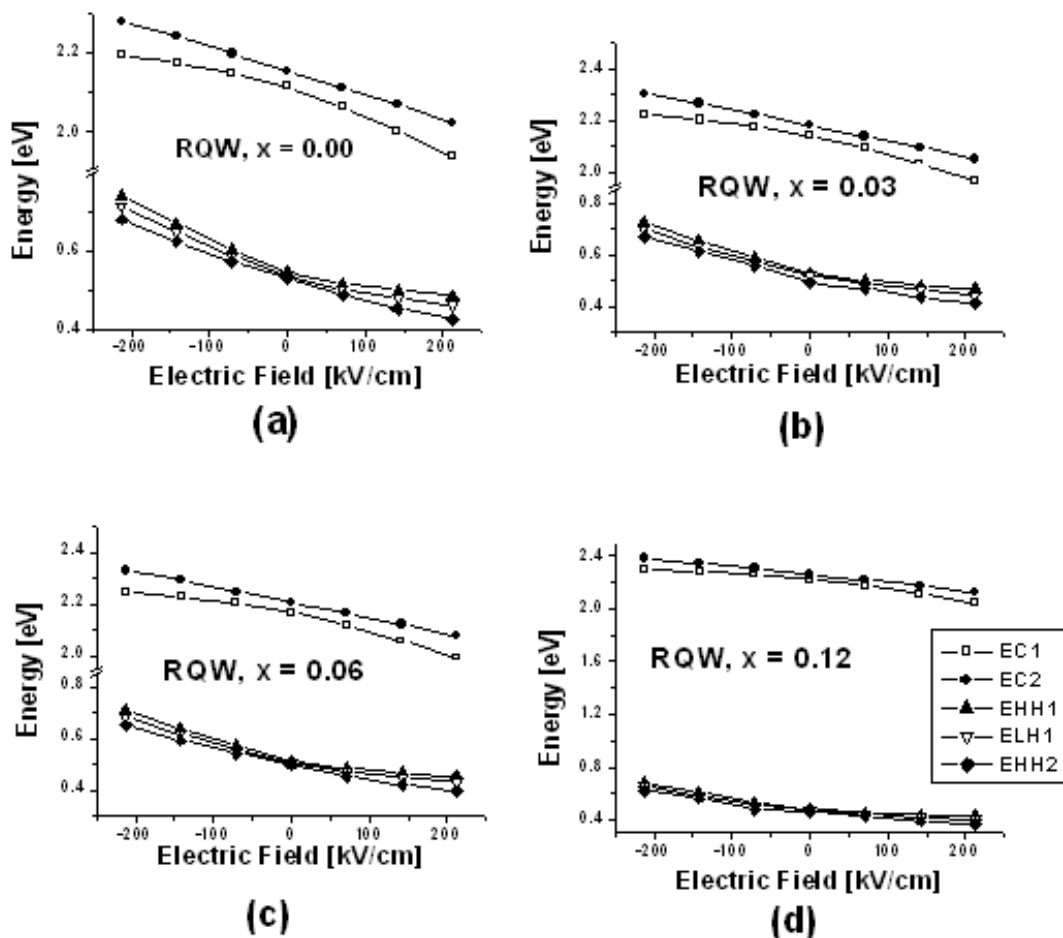 Energy [eV]
2.2
2.0
0.6
0.4
RQW, x = 0.00
-200 -100 0 100 200
Electric Field [kV/cm]
(a)
Energy [eV]
2.4
2.2
2.0
0.8
0.6
0.4
RQW, x = 0.03
-200 -100 0 100 200
Electric Field [kV/cm]
(b)
Energy [eV]
2.4
2.2
2.0
0.8
0.6
0.4
RQW, x = 0.06
-200 -100 0 100 200
Electric Field [kV/cm]
(c)
Energy [eV]
2.4
2.0
1.6
1.2
0.8
0.4
RQW, x = 0.12
EC1
EC2
EHH1
ELH1
EHH2
-200 -100 0 100 200
Electric Field [kV/cm]
(d)